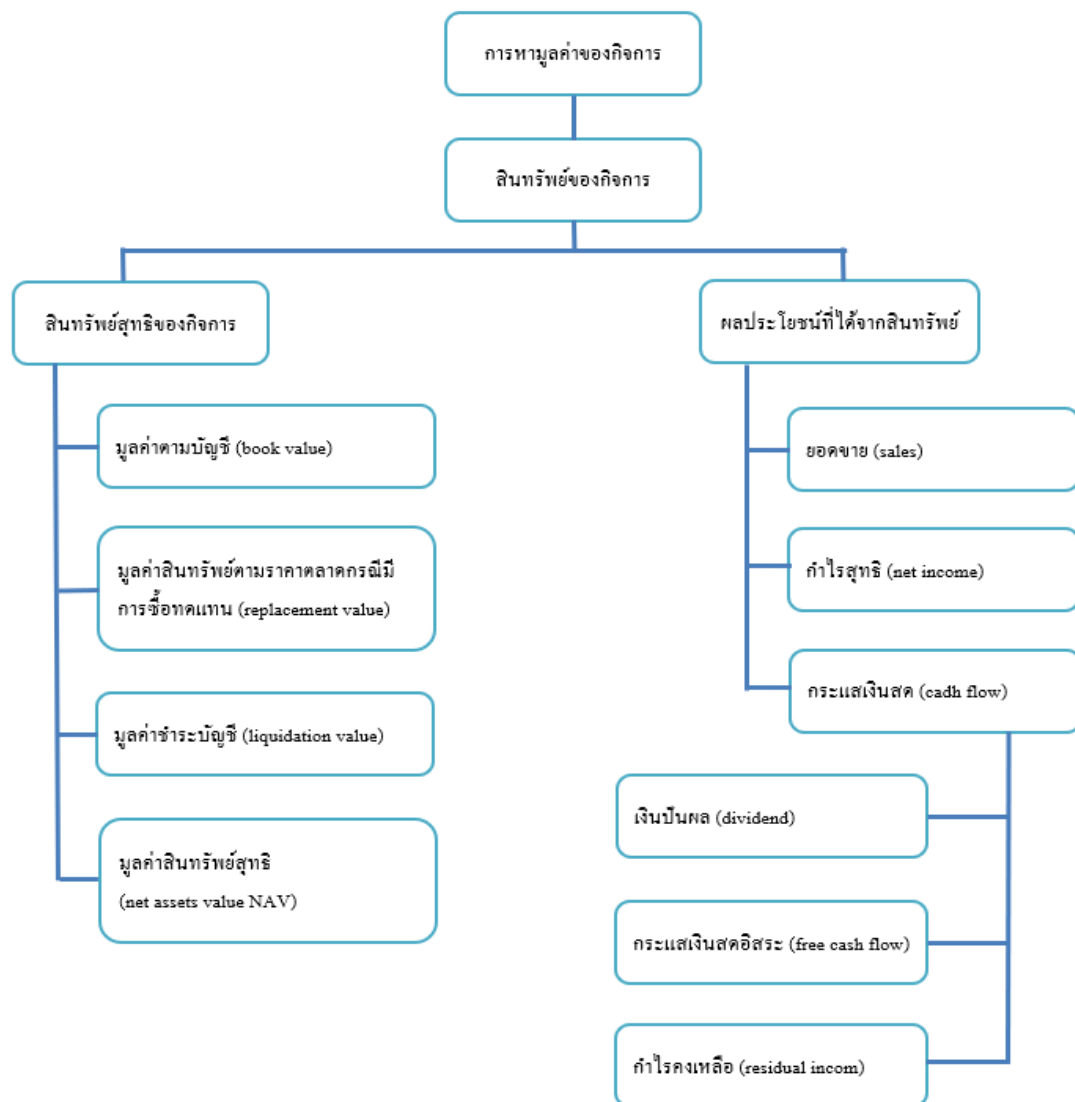 การหามูลค่าของกิจการ
สินทรัพย์ของกิจการ
สินทรัพย์สุทธิของกิจการ
มูลค่าตามบัญชี (book value)
มูลค่าสินทรัพย์ตามราคาตลาดกรณีมี
การซื้อทดแทน (replacement value)
มูลค่าชำระบัญชี (liquidation value)
มูลค่าสินทรัพย์สุทธิ
(net assets value NAV)
ผลประโยชน์ที่ได้จากสินทรัพย์
ยอดขาย (sales)
กำไรสุทธิ (net income)
กระแสเงินสด (cadh flow)
เงินปันผล (dividend)
กระแสเงินสดอิสระ (free cash flow)
กำไรคงเหลือ (residual incom)